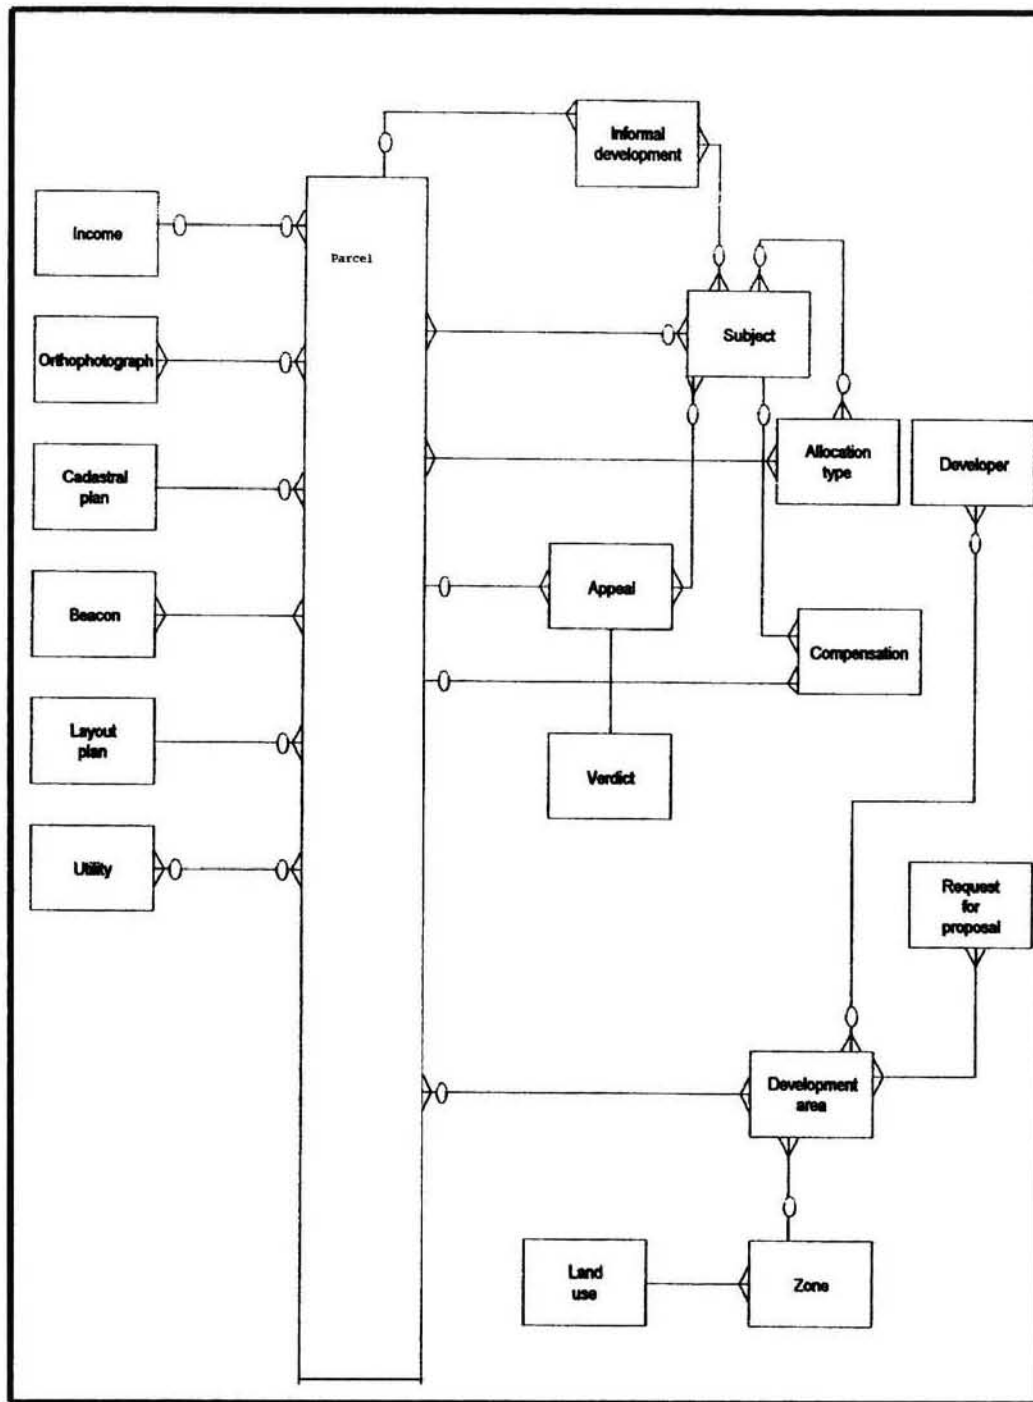 Informal
development
Income
Parcel
Orthophotograph
Subject
Cadastral
plan
Allocation
type
Developer
Beacon
Appeal
Compensation
Layout
plan
Verdict
Utility
Request
for
proposal
Development
area
Land
use
Zone